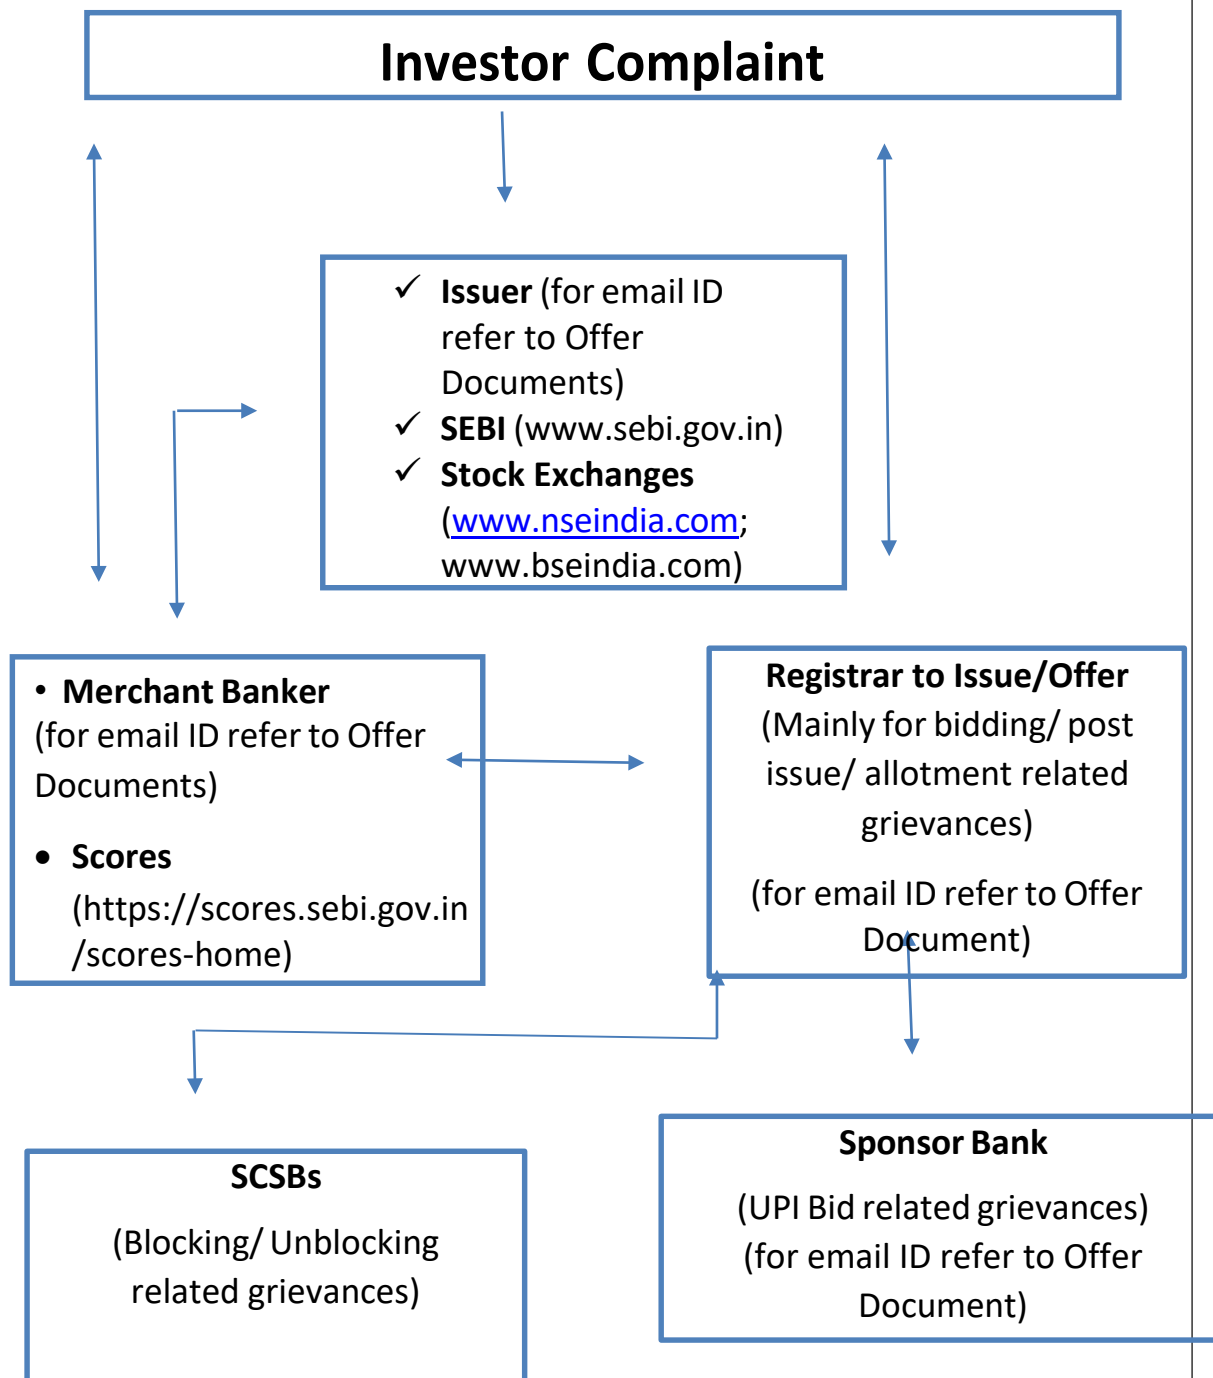 Investor Complaint
✓ Issuer (for email ID
refer to Offer
Documents)
✓ SEBI (www.sebi.gov.in)
✓ Stock Exchanges
(www.nseindia.com;
www.bseindia.com)
• Merchant Banker
(for email ID refer to Offer
Documents)
• Scores
(https://scores.sebi.gov.in
/scores-home)
Registrar to Issue/Offer
(Mainly for bidding/ post
issue/ allotment related
grievances)
(for email ID refer to Offer
Document)
SCSBs
(Blocking/ Unblocking
related grievances)
Sponsor Bank
(UPI Bid related grievances)
(for email ID refer to Offer
Document)